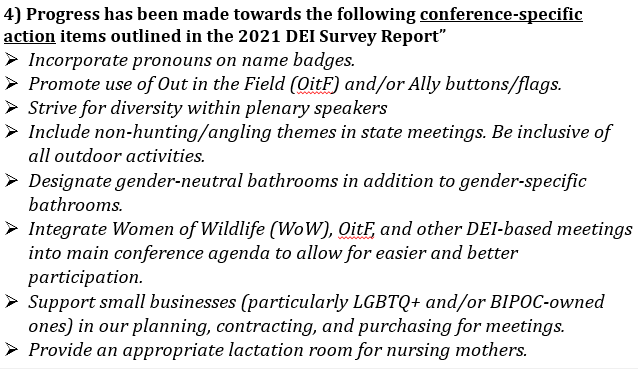 4) Progress has been made towards the following conference-specific
action items outlined in the 2021 DEI Survey Report”
➢ Incorporate pronouns on name badges.
➢ Promote use of Out in the Field (OitF) and/or Ally buttons/flags.
➢ Strive for diversity within plenary speakers
➢ Include non-hunting/angling themes in state meetings. Be inclusive of
all outdoor activities.
➢ Designate gender-neutral bathrooms in addition to gender-specific
bathrooms.
➢ Integrate Women of Wildlife (WoW), OitF, and other DEI-based meetings
into main conference agenda to allow for easier and better
participation.
➢ Support small businesses (particularly LGBTQ+ and/or BIPOC-owned
ones) in our planning, contracting, and purchasing for meetings.
➢ Provide an appropriate lactation room for nursing mothers.